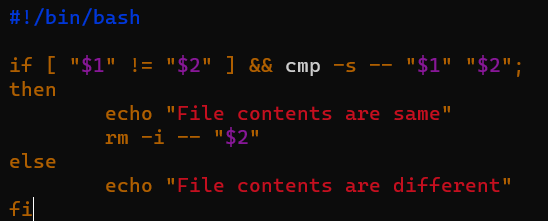 #!/bin/bash

if [ "$1" != "$2" ] && cmp -s -- "$1" "$2";
then
        echo "File contents are same"
        rm -i -- "$2"
else
        echo "File contents are different"
fi